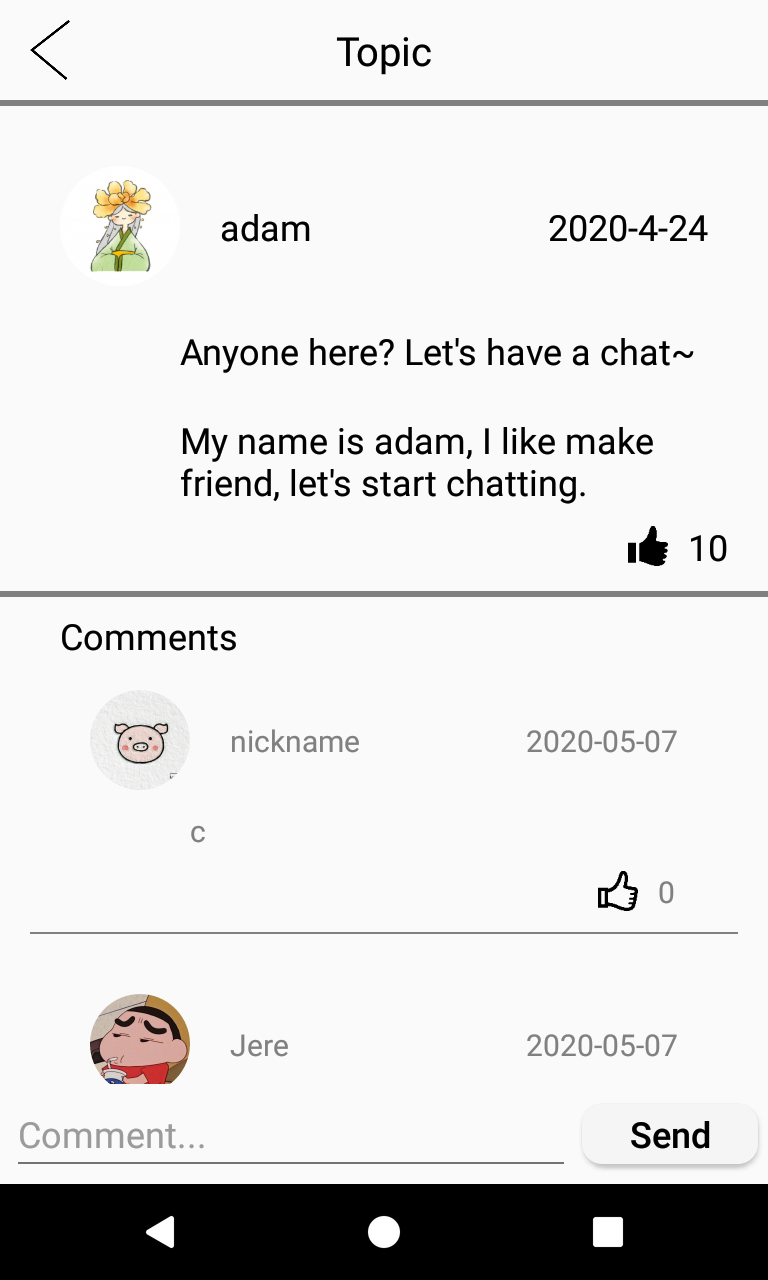 Topic
adam 2020-4-24
Anyone here? Let's have a chat~
My name is adam, I like make
friend, let's start chatting.
10
Comments
nickname 2020-05-07
c
0
Jere 2020-05-07
Comment...
Send